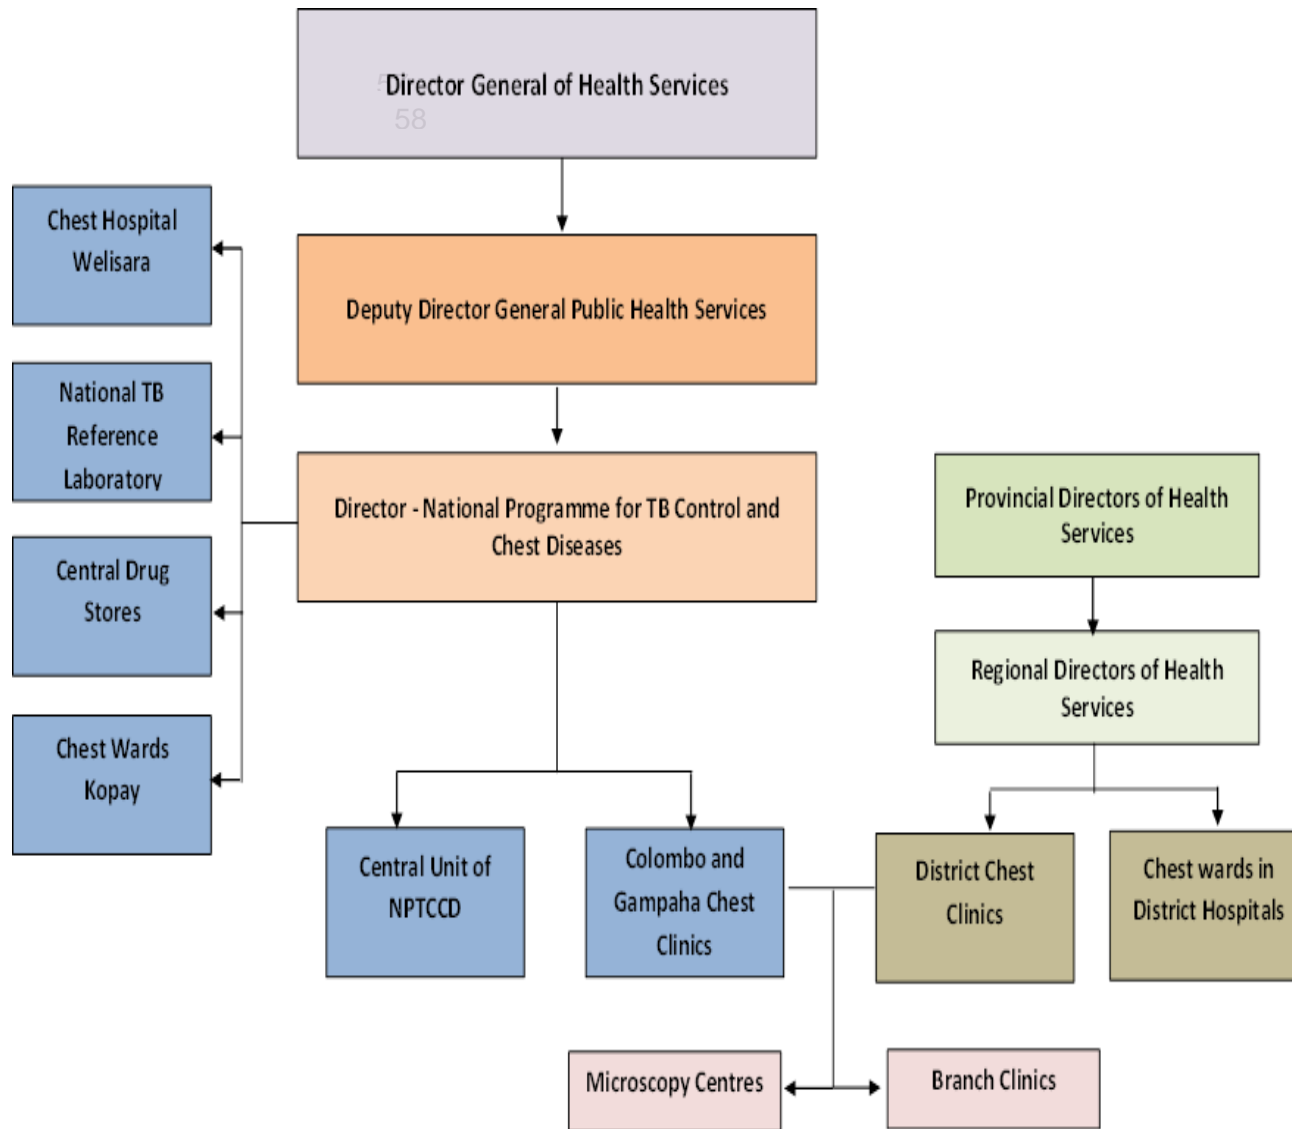 Director General of Health Services
58
Chest Hospital
Welisara
Deputy Director General Public Health Services
National TB
Reference
Laboratory
Director - National Programme for TB Control and
Chest Diseases
Provincial Directors of Health
Services
Central Drug
Stores
Regional Directors of Health
Services
Chest Wards
Kopay
Central Unit of
NPTCCD
Colombo and
Gampaha Chest
Clinics
District Chest
Clinics
Chest wards in
District Hospitals
Microscopy Centres
Branch Clinics